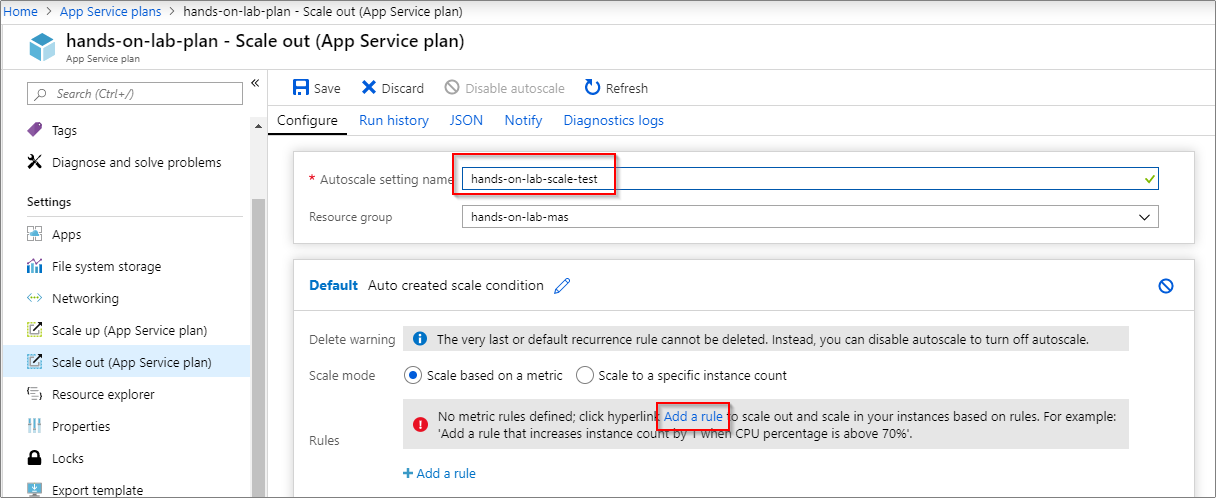 Home > App Service plans > hands-on-lab-plan - Scale out (App Service plan)
hands-on-lab-plan - Scale out (App Service plan)
App Service plan
Search (Ctrl+/)
«
Tags
Diagnose and solve problems
Settings
Apps
File system storage
Networking
Scale up (App Service plan)
Scale out (App Service plan)
Resource explorer
Properties
Locks
Export template
Save
Discard
Disable autoscale
Refresh
Configure
Run history
JSON
Notify
Diagnostics logs
* Autoscale setting name
hands-on-lab-scale-test
Resource group
hands-on-lab-mas
Default Auto created scale condition
Delete warning
The very last or default recurrence rule cannot be deleted. Instead, you can disable autoscale to turn off autoscale.
Scale mode
Scale based on a metric
Scale to a specific instance count
Rules
No metric rules defined; click hyperlink Add a rule to scale out and scale in your instances based on rules. For example:
'Add a rule that increases instance count by 1 when CPU percentage is above 70%'.
+ Add a rule